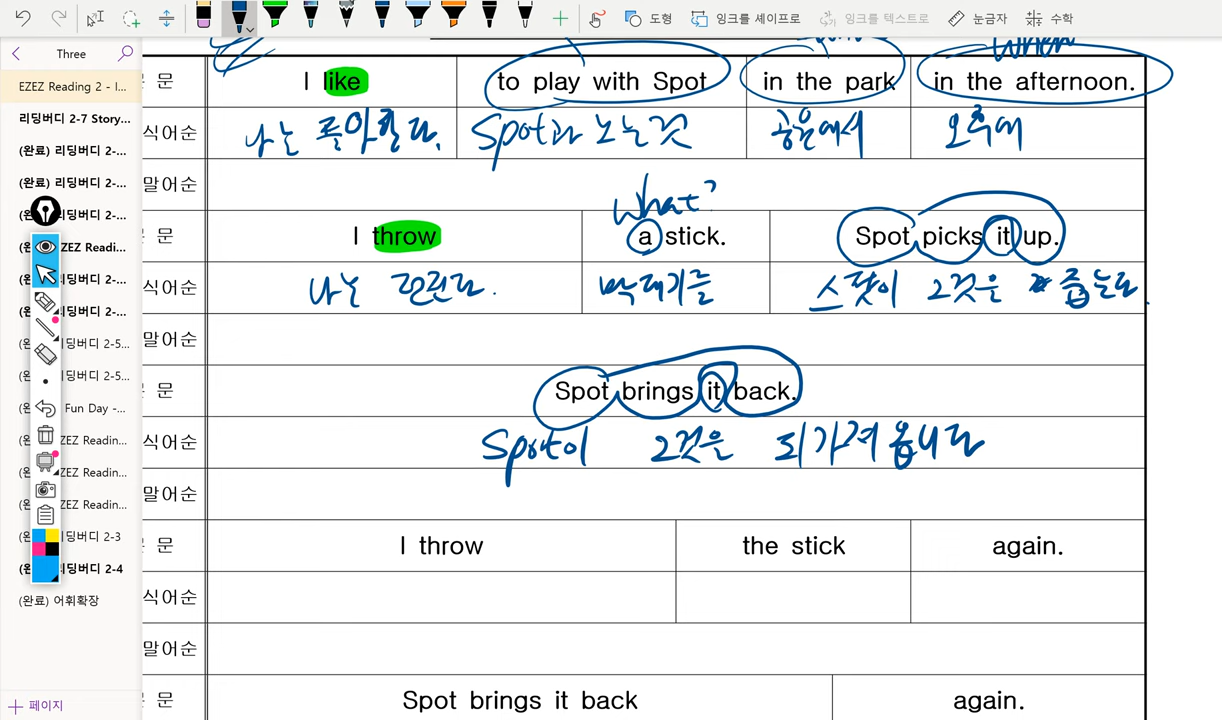 도형 잉크를 셰이프로 잉크를 텍스트로 눈금자 수학
Three
EZEZ Reading 2 - I...
리딩버디 2-7 Story...
(완료) 리딩버디 2-...
(완료) 리딩버디 2-...
리딩버디 2-...
ZEZ Readi...
리딩버디 2-...
리딩버디 2-...
리딩버디 2-5...
리딩버디 2-5...
Fun Day -...
EZEZ Readin...
EZEZ Readin...
EZEZ Readin...
리딩버디 2-3
리딩버디 2-4
(완료) 어휘확장
페이지
When
문 I like to play with Spot in the park in the afternoon.
식어순 나는 좋아한다. Spot과 노는것 공원에서 오후에
말어순
What?
문 I throw a stick. Spot picks it up.
식어순 나는 던진다. 막대기를 스팟이 그것은 줍는다.
말어순
문 Spot brings it back.
식어순 Spot이 그것은 되가져 옵니다
말어순
문 I throw the stick again.
식어순
말어순
문 Spot brings it back again.